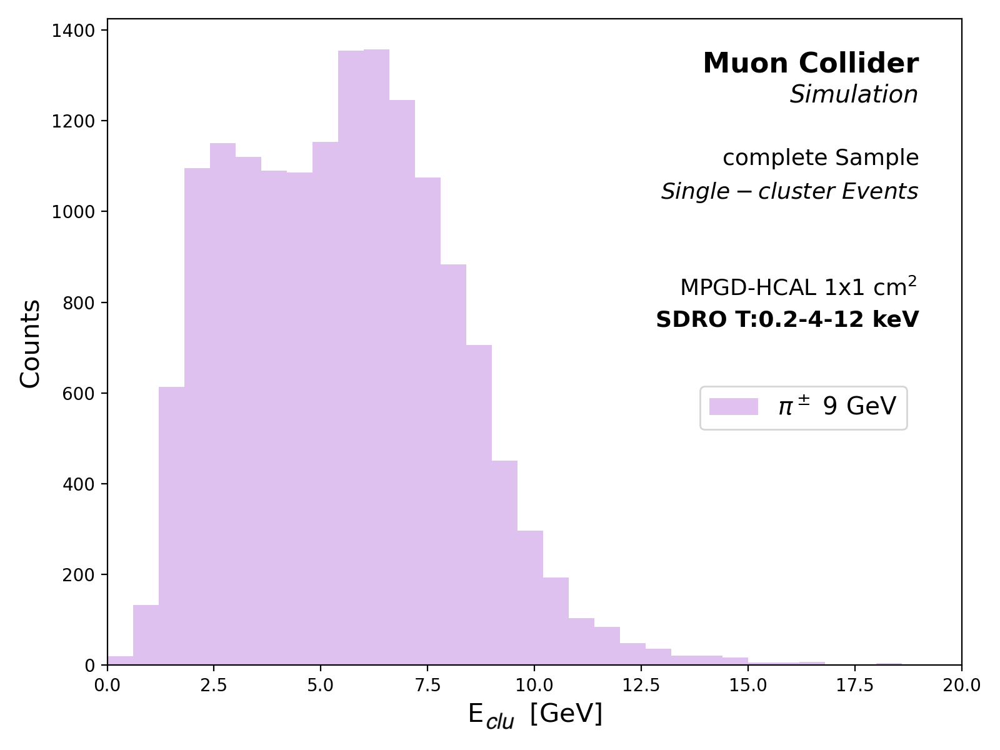 1400
1200
1000
800
600
400
200
0
Counts
Muon Collider
Simulation
complete Sample
Single − cluster Events
MPGD-HCAL 1x1 cm²
SDRO T:0.2-4-12 keV
π± 9 GeV
0.0 2.5 5.0 7.5 10.0 12.5 15.0 17.5 20.0
E_clu [GeV]